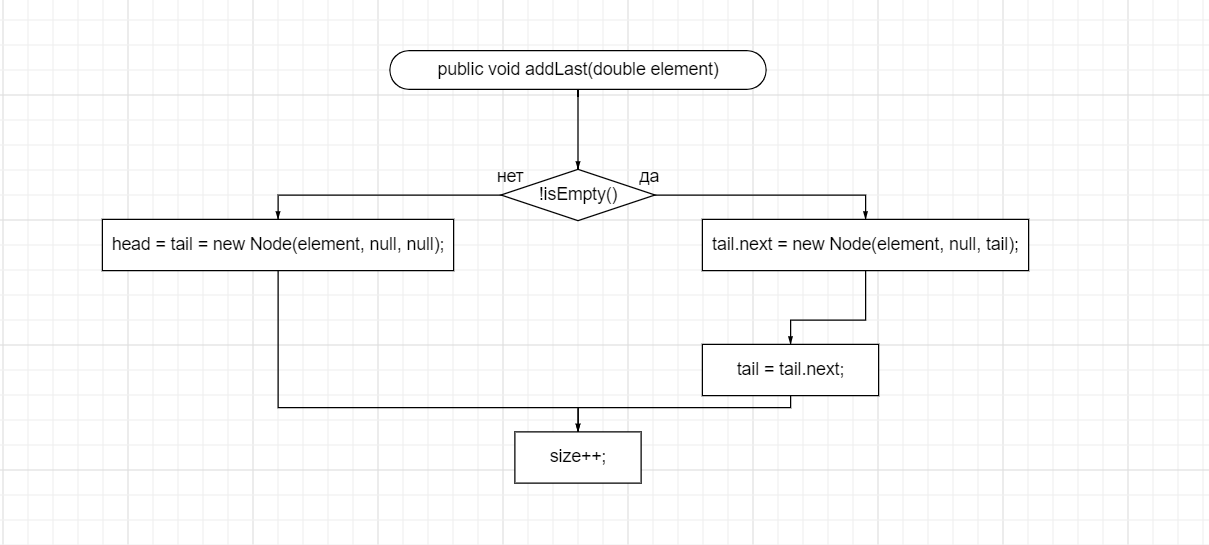 public void addLast(double element)
нет
да
!isEmpty()
head = tail = new Node(element, null, null);
tail.next = new Node(element, null, tail);
tail = tail.next;
size++;